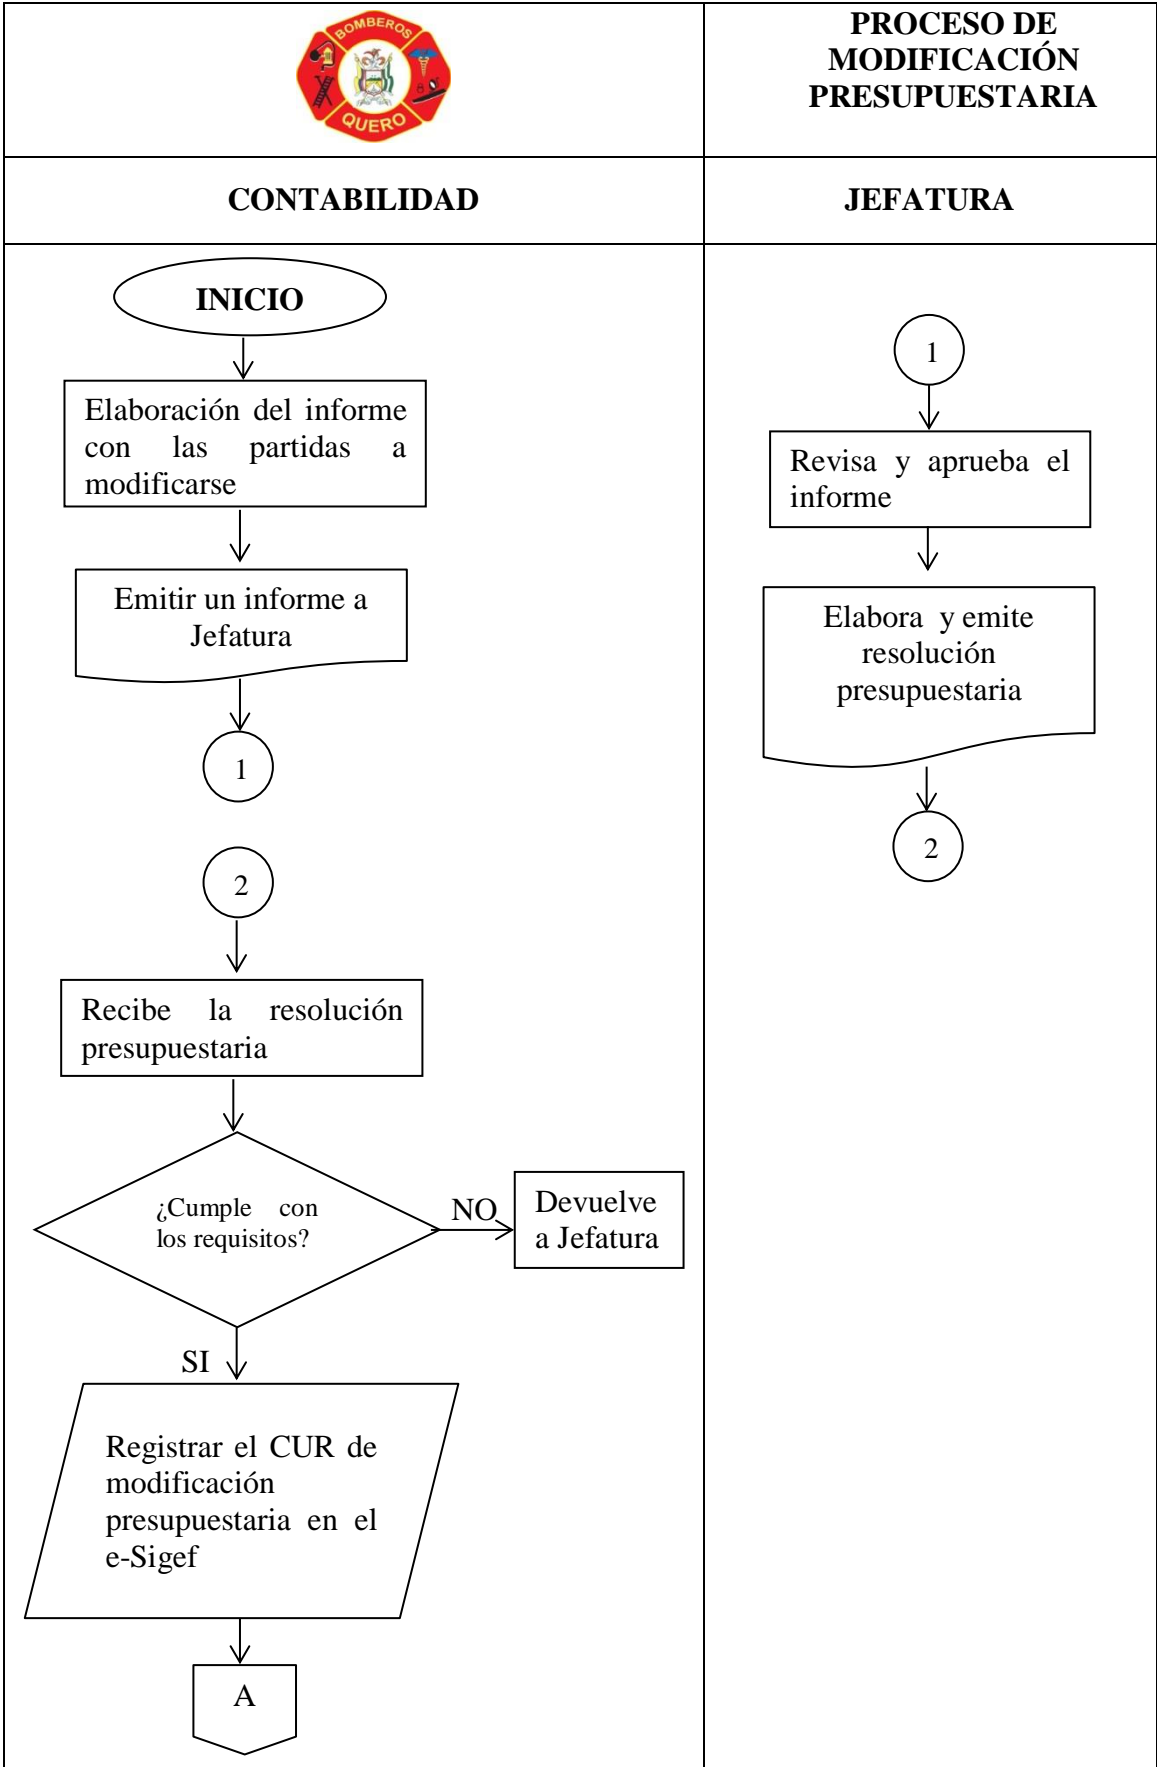 BOMBEROS
QUERO
PROCESO DE
MODIFICACIÓN
PRESUPUESTARIA
CONTABILIDAD
JEFATURA
INICIO
Elaboración del informe
con las partidas a
modificarse
Emitir un informe a
Jefatura
1
2
Recibe la resolución
presupuestaria
¿Cumple con
los requisitos?
NO
Devuelve
a Jefatura
SI
Registrar el CUR de
modificación
presupuestaria en el
e-Sigef
A
1
Revisa y aprueba el
informe
Elabora y emite
resolución
presupuestaria
2